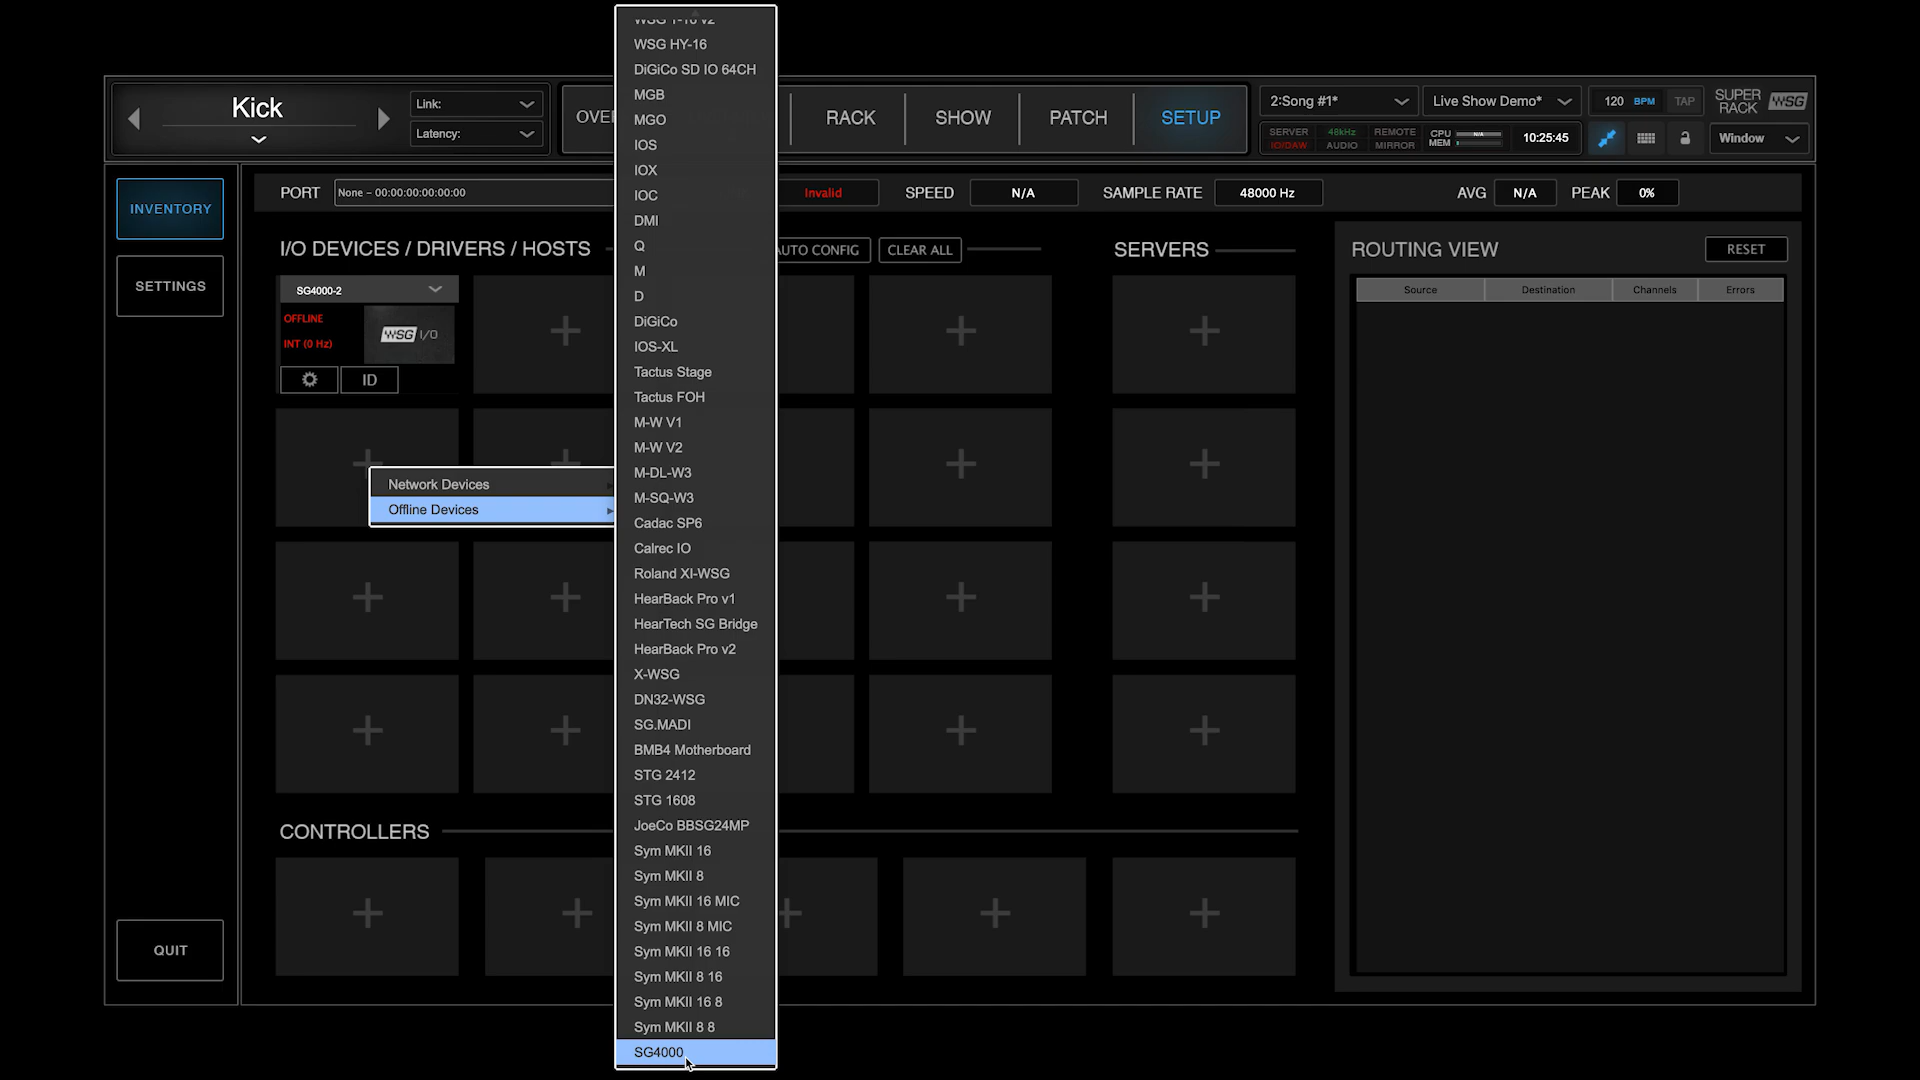 Kick
Link:
Latency:
OVE
RACK
SHOW
PATCH
SETUP
2:Song #1*
Live Show Demo*
120 BPM
TAP
SUPER RACK
WSG
SERVER
IO/DAW
48kHz
AUDIO
REMOTE
MIRROR
CPU
N/A
MEM
10:25:45
Window
INVENTORY
SETTINGS
QUIT
PORT
None – 00:00:00:00:00:00
Invalid
SPEED
N/A
SAMPLE RATE
48000 Hz
AVG
N/A
PEAK
0%
I/O DEVICES / DRIVERS / HOSTS
AUTO CONFIG
CLEAR ALL
SERVERS
ROUTING VIEW
RESET
Source
Destination
Channels
Errors
SG4000-2
OFFLINE
INT (0 Hz)
WSG I/O
ID
Network Devices
Offline Devices
WSG HY-16
DiGiCo SD IO 64CH
MGB
MGO
IOS
IOX
IOC
DMI
Q
M
D
DiGiCo
IOS-XL
Tactus Stage
Tactus FOH
M-W V1
M-W V2
M-DL-W3
M-SQ-W3
Cadac SP6
Calrec IO
Roland XI-WSG
HearBack Pro v1
HearTech SG Bridge
HearBack Pro v2
X-WSG
DN32-WSG
SG.MADI
BMB4 Motherboard
STG 2412
STG 1608
JoeCo BBSG24MP
Sym MKII 16
Sym MKII 8
Sym MKII 16 MIC
Sym MKII 8 MIC
Sym MKII 16 16
Sym MKII 8 16
Sym MKII 16 8
Sym MKII 8 8
SG4000
CONTROLLERS